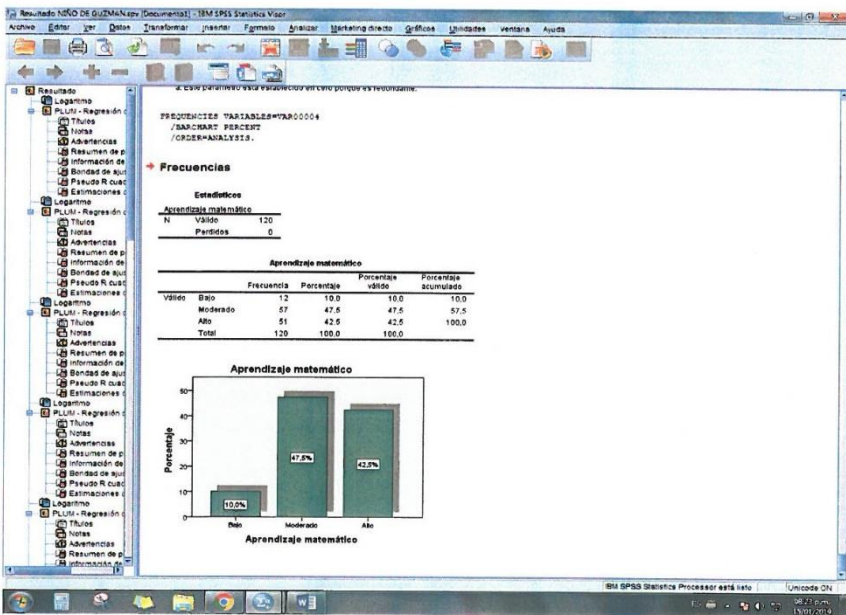 Resultado NIÑO DE GUZMAN.spv [Documento1] - IBM SPSS Statistics Visor
Archivo Editar Ver Datos Transformar Insertar Formato Analizar Marketing directo Gráficos Utilidades Ventana Ayuda
Resultado
Logaritmo
PLUM - Regresión o
Títulos
Notas
Advertencias
Resumen de p
Información de
Bondad de ajus
Pseudo R cuad
Estimaciones d
Logaritmo
PLUM - Regresión o
Títulos
Notas
Advertencias
Resumen de p
Información de
Bondad de ajus
Pseudo R cuad
Estimaciones d
Logaritmo
PLUM - Regresión o
Títulos
Notas
Advertencias
Resumen de p
Información de
Bondad de ajus
Pseudo R cuad
Estimaciones d
Logaritmo
PLUM - Regresión o
Títulos
Notas
Advertencias
Resumen de p
Información de
Bondad de ajus
Pseudo R cuad
Estimaciones d
Logaritmo
PLUM - Regresión o
Títulos
Notas
Advertencias
Resumen de p
Información de
a. Este parámetro está establecido en cero porque es redundante.
FREQUENCIES VARIABLES=VAR00004
/BARCHART PERCENT
/ORDER=ANALYSIS.
Frecuencias
Estadísticos
Aprendizaje matemático
N Válido 120
Perdidos 0
Aprendizaje matemático
Frecuencia Porcentaje Porcentaje válido Porcentaje acumulado
Válido Bajo 12 10,0 10,0 10,0
Moderado 57 47,5 47,5 57,5
Alto 51 42,5 42,5 100,0
Total 120 100,0 100,0
Aprendizaje matemático
Porcentaje
50
40
30
20
10
0
47,5%
42,5%
10,0%
Bajo Moderado Alto
Aprendizaje matemático
IBM SPSS Statistics Processor está listo Unicode:ON
08:27 p.m.
15/01/2019